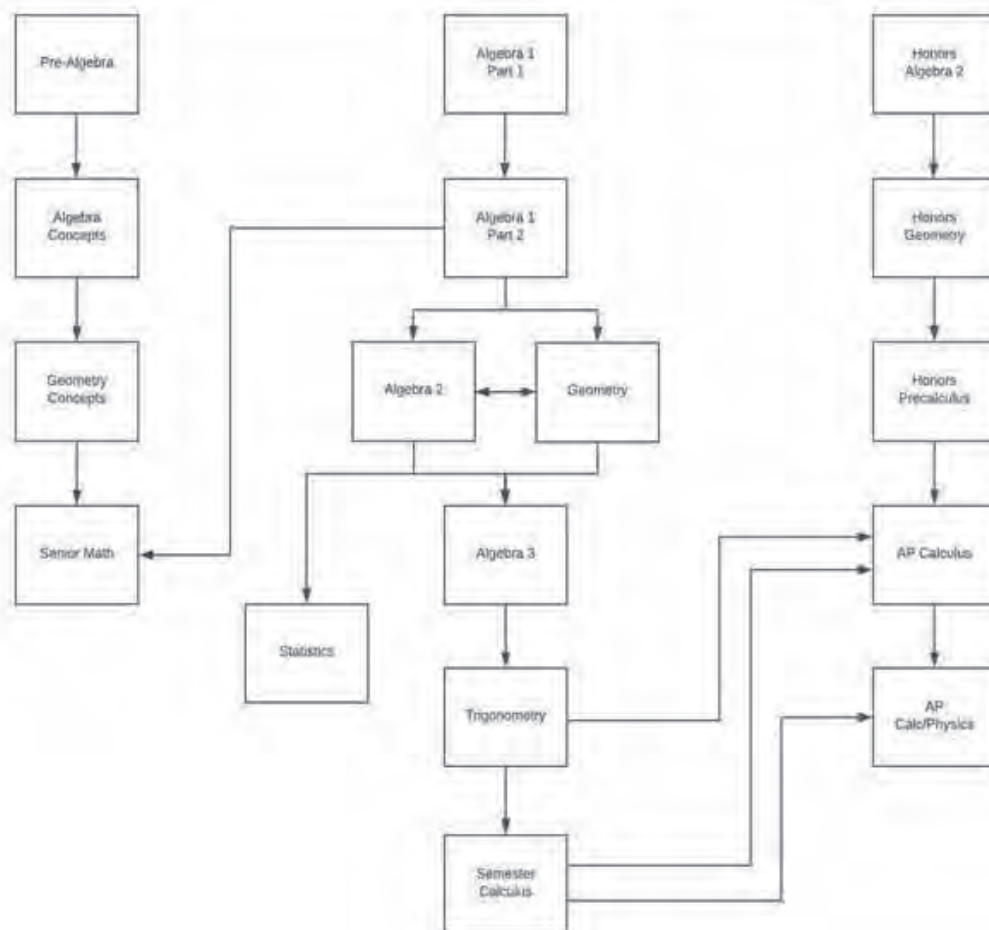 Pre-Algebra
Algebra 1
Part 1
Honors
Algebra 2
Algebra
Concepts
Algebra 1
Part 2
Honors
Geometry
Geometry
Concepts
Algebra 2
Geometry
Honors
Precalculus
Senior Math
Algebra 3
AP Calculus
Statistics
Trigonometry
AP
Calc/Physics
Semester
Calculus